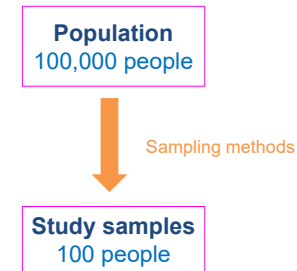 Population
100,000 people
Sampling methods
Study samples
100 people